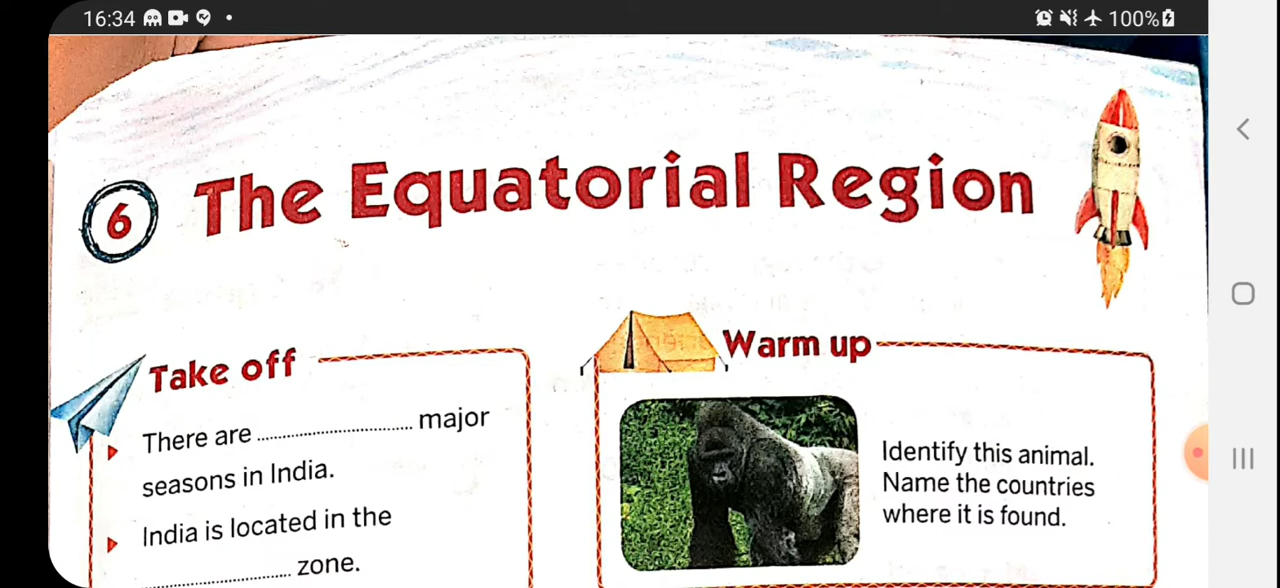 16:34
100%
6
The Equatorial Region
Take off
There are .................................... major
seasons in India.
India is located in the
.................................... zone.
Warm up
Identify this animal.
Name the countries
where it is found.